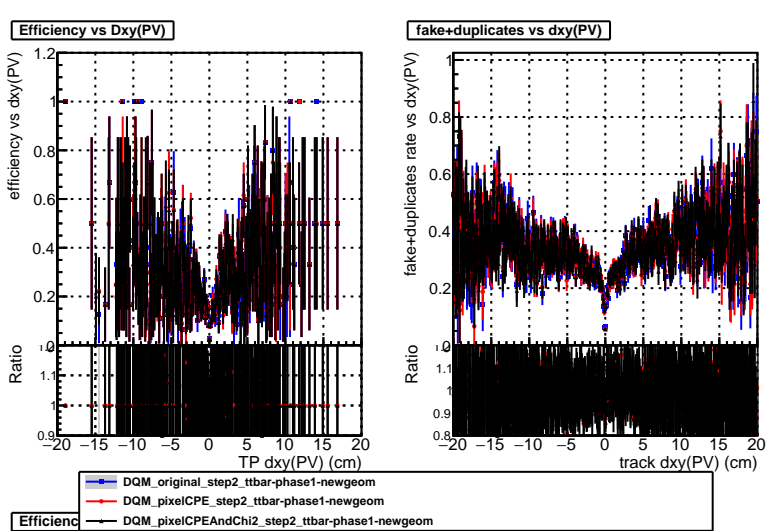 Efficiency vs Dxy(PV)
fake+duplicates vs dxy(PV)
efficiency vs dxy(PV)
1.2
1
0.8
0.6
0.4
0.2
0
Ratio
1.1
1
0.9
−20 −15 −10 −5 0 5 10 15 20
TP dxy(PV) (cm)
fake+duplicates rate vs dxy(PV)
1
0.8
0.6
0.4
0.2
Ratio
1.1
1
0.9
0.8
−20 −15 −10 −5 0 5 10 15 20
track dxy(PV) (cm)
DQM_original_step2_ttbar-phase1-newgeom
DQM_pixelCPE_step2_ttbar-phase1-newgeom
DQM_pixelCPEAndChi2_step2_ttbar-phase1-newgeom
Efficienc